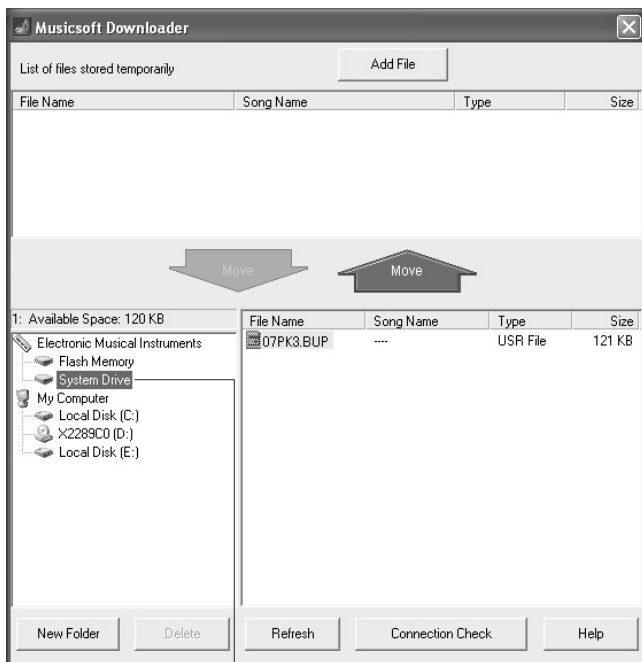 Musicsoft Downloader
List of files stored temporarily
Add File
File Name Song Name Type Size
Move Move
1: Available Space: 120 KB
Electronic Musical Instruments
Flash Memory
System Drive
My Computer
Local Disk (C:)
X2289C0 (D:)
Local Disk (E:)
File Name Song Name Type Size
07PK3.BUP ---- USR File 121 KB
New Folder Delete Refresh Connection Check Help